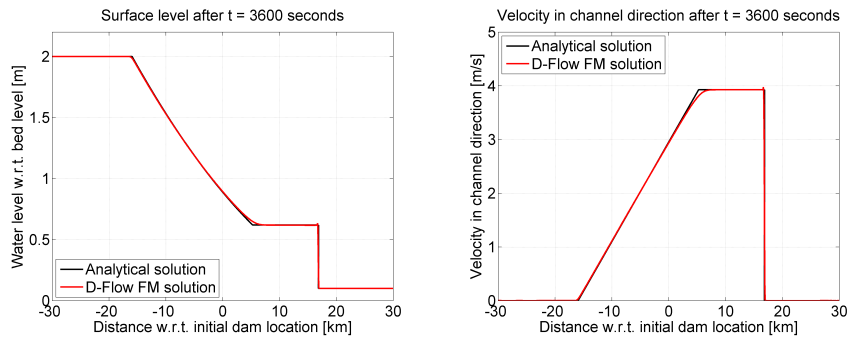 Surface level after t = 3600 seconds
Water level w.r.t. bed level [m]
2
1.5
1
0.5
0
-30 -20 -10 0 10 20 30
Distance w.r.t. initial dam location [km]
Analytical solution
D-Flow FM solution
Velocity in channel direction after t = 3600 seconds
Velocity in channel direction [m/s]
5
4
3
2
1
0
-30 -20 -10 0 10 20 30
Distance w.r.t. initial dam location [km]
Analytical solution
D-Flow FM solution